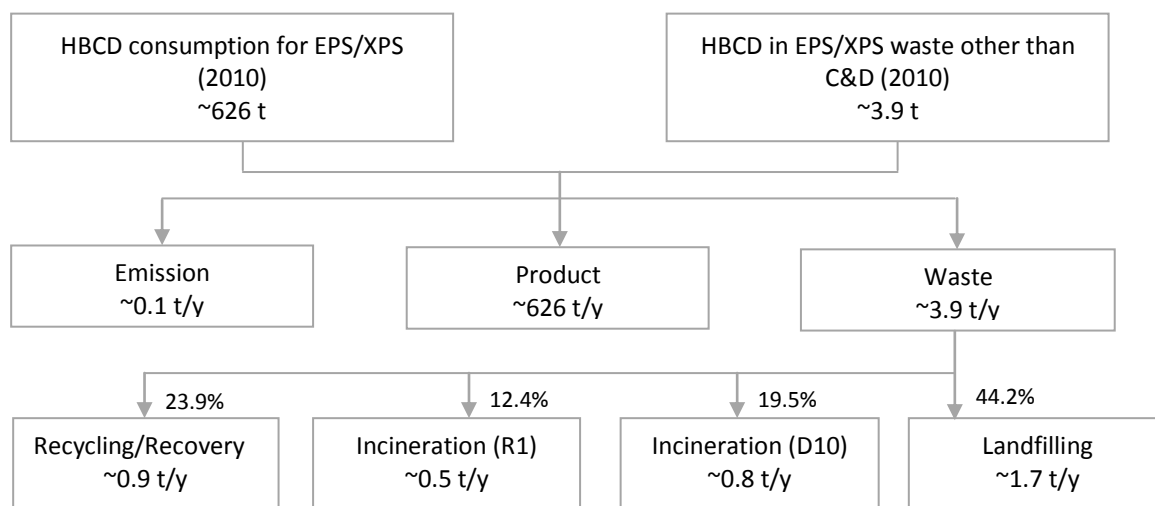 HBCD consumption for EPS/XPS
(2010)
~626 t
HBCD in EPS/XPS waste other than
C&D (2010)
~3.9 t
Emission
~0.1 t/y
Product
~626 t/y
Waste
~3.9 t/y
23.9%
12.4%
19.5%
44.2%
Recycling/Recovery
~0.9 t/y
Incineration (R1)
~0.5 t/y
Incineration (D10)
~0.8 t/y
Landfilling
~1.7 t/y